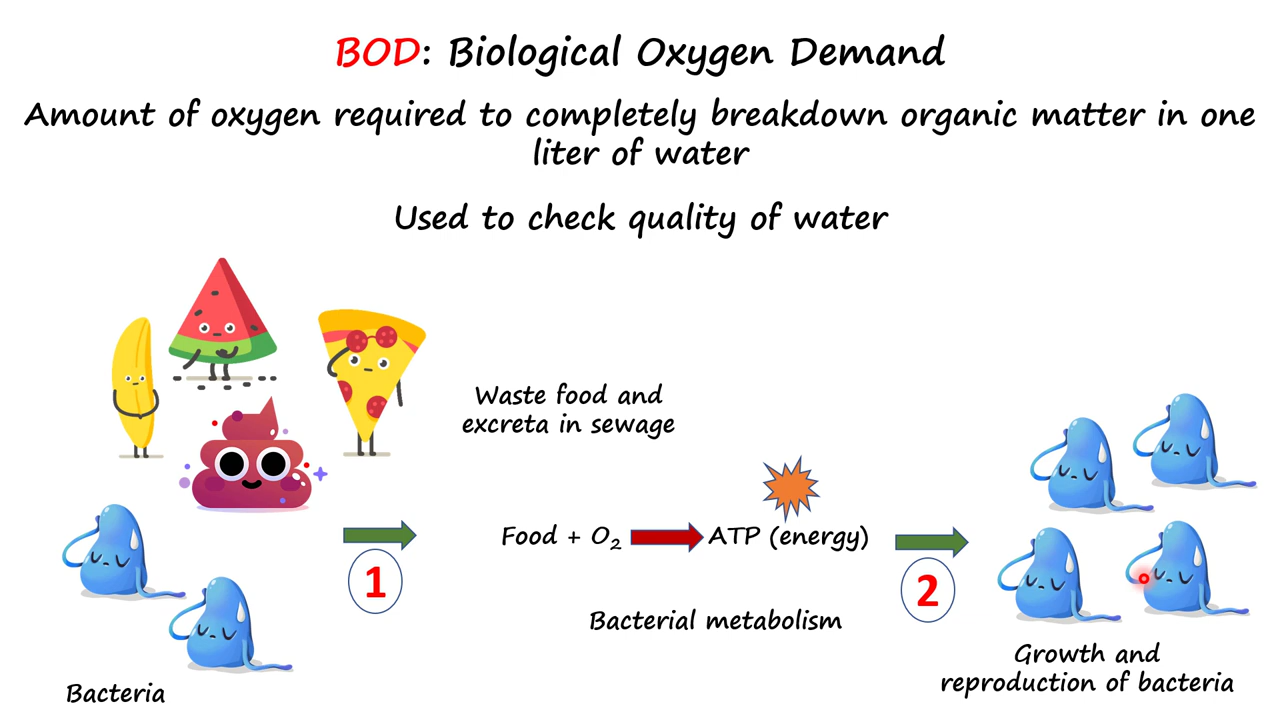 BOD: Biological Oxygen Demand
Amount of oxygen required to completely breakdown organic matter in one
liter of water
Used to check quality of water
Waste food and
excreta in sewage
Food + O₂ ATP (energy)
1
2
Bacterial metabolism
Growth and
reproduction of bacteria
Bacteria